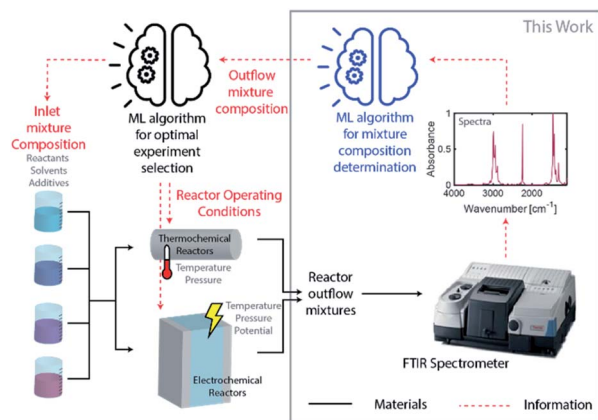 This Work
Outflow
mixture
composition
ML algorithm
for optimal
experiment
selection
ML algorithm
for mixture
composition
determination
Spectra
Absorbance
1
0.5
0
4000
3000
2000
Wavenumber [cm⁻¹]
Inlet
mixture
Composition
Reactants
Solvents
Additives
Reactor Operating
Conditions
Thermochemical
Reactors
Temperature
Pressure
Temperature
Pressure
Potential
Electrochemical
Reactors
Reactor
outflow
mixtures
FTIR Spectrometer
Materials
Information